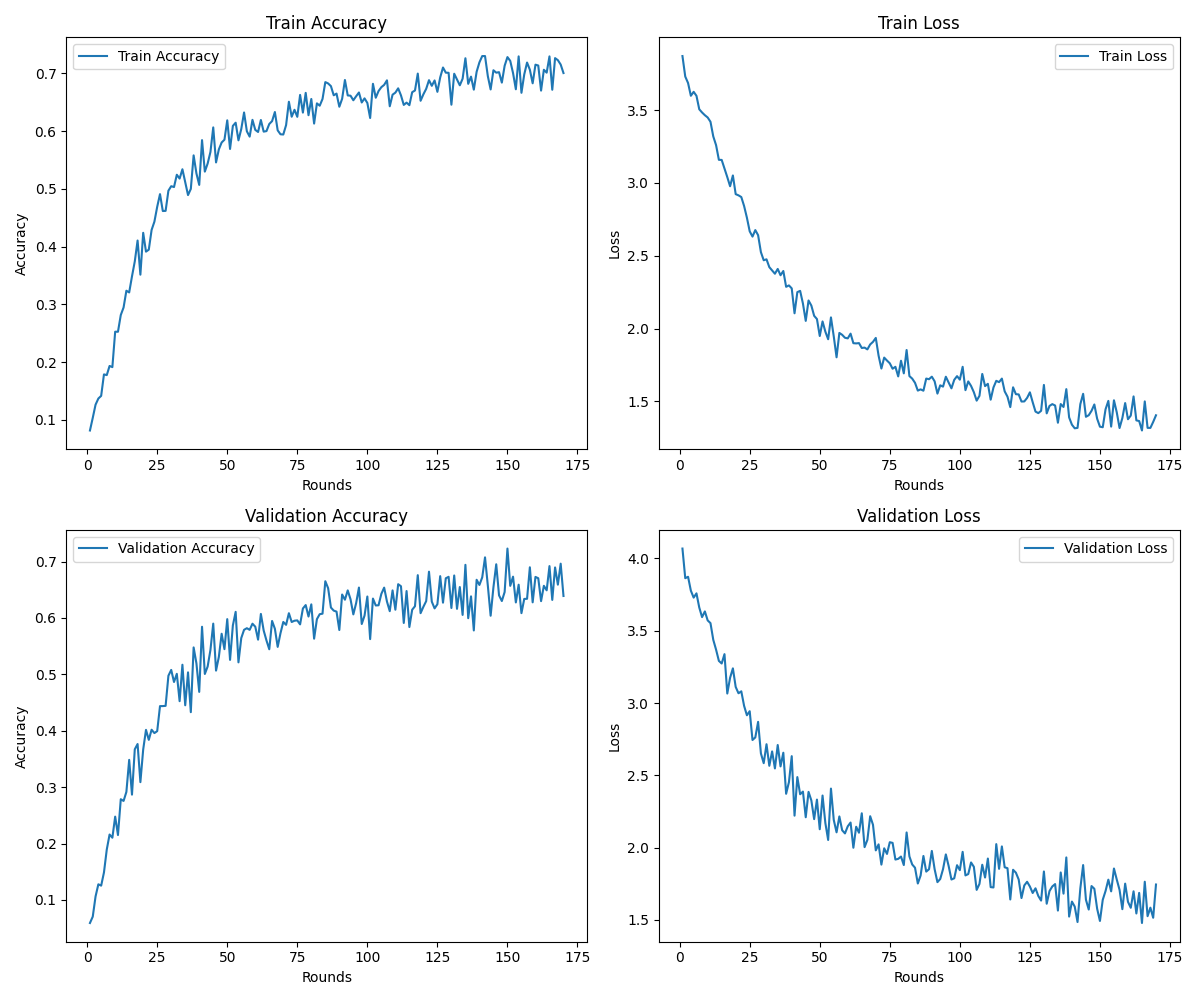 Train Accuracy
Train Accuracy
0.7
0.6
0.5
0.4
0.3
0.2
0.1
Accuracy
0 25 50 75 100 125 150 175
Rounds
Train Loss
Train Loss
3.5
3.0
2.5
2.0
1.5
Loss
0 25 50 75 100 125 150 175
Rounds
Validation Accuracy
Validation Accuracy
0.7
0.6
0.5
0.4
0.3
0.2
0.1
Accuracy
0 25 50 75 100 125 150 175
Rounds
Validation Loss
Validation Loss
4.0
3.5
3.0
2.5
2.0
1.5
Loss
0 25 50 75 100 125 150 175
Rounds